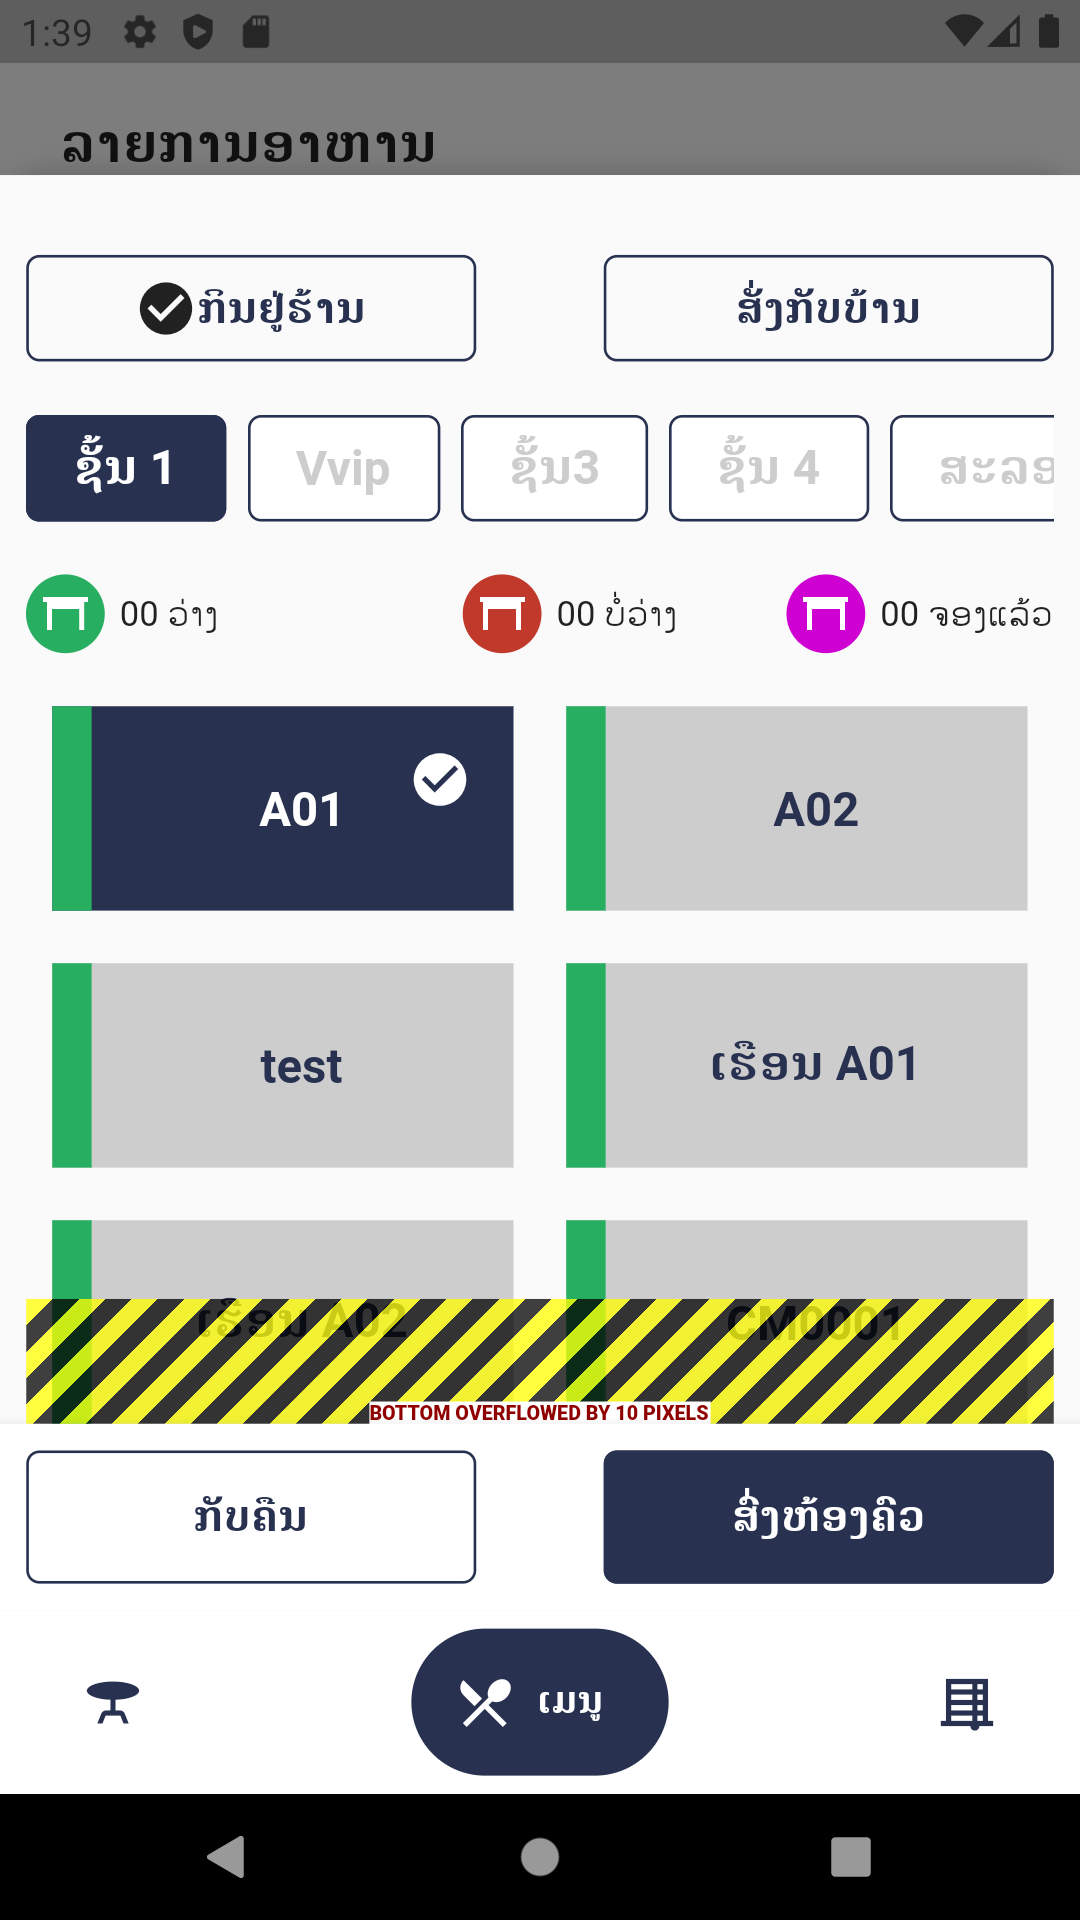 1:39
ລາຍການອາຫານ
ກິນຢູ່ຮ້ານ
ສັ່ງກັບບ້ານ
ຊັ້ນ 1
Vvip
ຊັ້ນ3
ຊັ້ນ 4
ສະລອ
00 ວ່າງ
00 ບໍ່ວ່າງ
00 ຈອງແລ້ວ
A01
A02
test
ເຮືອນ A01
ເຮືອນ A02
CM0001
BOTTOM OVERFLOWED BY 10 PIXELS
ກັບຄືນ
ສົ່ງຫ້ອງຄົວ
ເມນູ